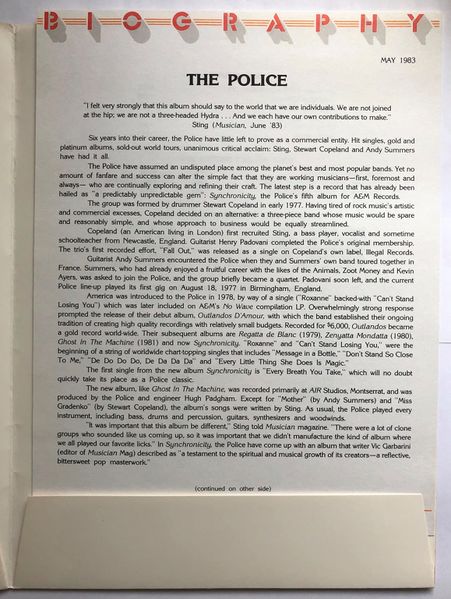 BIOGRAPHY
MAY 1983
THE POLICE
"I felt very strongly that this album should say to the world that we are individuals. We are not joined
at the hip; we are not a three-headed Hydra . . . And we each have our own contributions to make."
Sting (Musician, June '83)
Six years into their career, the Police have little left to prove as a commercial entity. Hit singles, gold and
platinum albums, sold-out world tours, unanimous critical acclaim: Sting, Stewart Copeland and Andy Summers
have had it all.
The Police have assumed an undisputed place among the planet's best and most popular bands. Yet no
amount of fanfare and success can alter the simple fact that they are working musicians—first, foremost and
always— who are continually exploring and refining their craft. The latest step is a record that has already been
hailed as "a predictably unpredictable gem": Synchronicity, the Police's fifth album for A&M Records.
The group was formed by drummer Stewart Copeland in early 1977. Having tired of rock music's artistic
and commercial excesses, Copeland decided on an alternative: a three-piece band whose music would be spare
and reasonably simple, and whose approach to business would be equally streamlined.
Copeland (an American living in London) first recruited Sting, a bass player, vocalist and sometime
schoolteacher from Newcastle, England. Guitarist Henry Padovani completed the Police's original membership.
The trio's first recorded effort, "Fall Out," was released as a single on Copeland's own label, Illegal Records.
Guitarist Andy Summers encountered the Police when they and Summers' own band toured together in
France. Summers, who had already enjoyed a fruitful career with the likes of the Animals, Zoot Money and Kevin
Ayers, was asked to join the Police, and the group briefly became a quartet. Padovani soon left, and the current
Police line-up played its first gig on August 18, 1977 in Birmingham, England.
America was introduced to the Police in 1978, by way of a single ("Roxanne" backed-with "Can't Stand
Losing You") which was later included on A&M's No Wave compilation LP. Overwhelmingly strong response
prompted the release of their debut album, Outlandos D'Amour, with which the band established their ongoing
tradition of creating high quality recordings with relatively small budgets. Recorded for $6,000, Outlandos became
a gold record world-wide. Their subsequent albums are Regatta de Blanc (1979), Zenyatta Mondatta (1980),
Ghost In The Machine (1981) and now Synchronicity. "Roxanne" and "Can't Stand Losing You," were the
beginning of a string of worldwide chart-topping singles that includes "Message in a Bottle," "Don't Stand So Close
To Me," "De Do Do Do, De Da Da Da" and "Every Little Thing She Does Is Magic."
The first single from the new album Synchronicity is "Every Breath You Take," which will no doubt
quickly take its place as a Police classic.
The new album, like Ghost In The Machine, was recorded primarily at AIR Studios, Montserrat, and was
produced by the Police and engineer Hugh Padgham. Except for "Mother" (by Andy Summers) and "Miss
Gradenko" (by Stewart Copeland), the album's songs were written by Sting. As usual, the Police played every
instrument, including bass, drums and percussion, guitars, synthesizers and woodwinds.
"It was important that this album be different," Sting told Musician magazine. "There were a lot of clone
groups who sounded like us coming up, so it was important that we didn't manufacture the kind of album where
we all played our favorite licks." In Synchronicity, the Police have come up with an album that writer Vic Garbarini
(editor of Musician Mag) described as "a testament to the spiritual and musical growth of its creators—a reflective,
bittersweet pop masterwork."
(continued on other side)